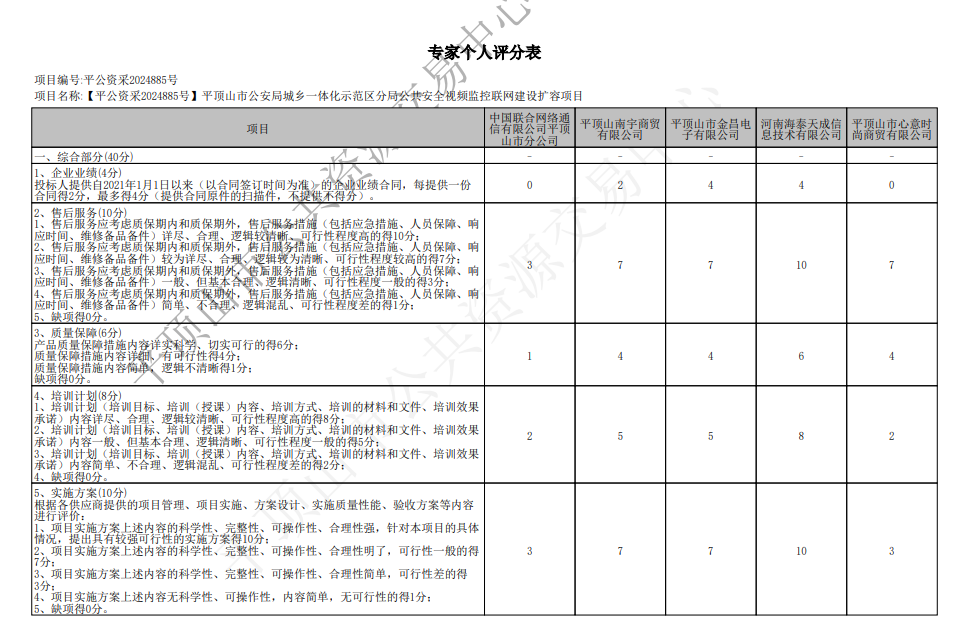 专家个人评分表
项目编号:平公资采2024885号
项目名称:【平公资采2024885号】平顶山市公安局城乡一体化示范区分局公共安全视频监控联网建设扩容项目
项目
中国联合网络通
信有限公司平顶
山市分公司
平顶山南宇商贸
有限公司
平顶山市金昌电
子有限公司
河南海泰天成信
息技术有限公司
平顶山市心意时
尚商贸有限公司
一、综合部分(40分)
- - - - -
1、企业业绩(4分)
投标人提供自2021年1月1日以来（以合同签订时间为准）的企业业绩合同，每提供一份
合同得2分，最多得4分（提供合同原件的扫描件，不提供不得分）。
0 2 4 4 0
2、售后服务(10分)
1、售后服务应考虑质保期内和质保期外，售后服务措施（包括应急措施、人员保障、响
应时间、维修备品备件）详尽、合理、逻辑较清晰、可行性程度高的得10分；
2、售后服务应考虑质保期内和质保期外，售后服务措施（包括应急措施、人员保障、响
应时间、维修备品备件）较为详尽、合理、逻辑较为清晰、可行性程度较高的得7分；
3、售后服务应考虑质保期内和质保期外，售后服务措施（包括应急措施、人员保障、响
应时间、维修备品备件）一般、但基本合理、逻辑清晰、可行性程度一般的得3分；
4、售后服务应考虑质保期内和质保期外，售后服务措施（包括应急措施、人员保障、响
应时间、维修备品备件）简单、不合理、逻辑混乱、可行性程度差的得1分；
5、缺项得0分。
3 7 7 10 7
3、质量保障(6分)
产品质量保障措施内容详实科学、切实可行的得6分；
质量保障措施内容详细、有可行性得4分；
质量保障措施内容简单，逻辑不清晰得1分；
缺项得0分。
1 4 4 6 4
4、培训计划(8分)
1、培训计划（培训目标、培训（授课）内容、培训方式、培训的材料和文件、培训效果
承诺）内容详尽、合理、逻辑较清晰、可行性程度高的得8分；
2、培训计划（培训目标、培训（授课）内容、培训方式、培训的材料和文件、培训效果
承诺）内容一般、但基本合理、逻辑清晰、可行性程度一般的得5分；
3、培训计划（培训目标、培训（授课）内容、培训方式、培训的材料和文件、培训效果
承诺）内容简单、不合理、逻辑混乱、可行性程度差的得2分；
4、缺项得0分。
2 5 5 8 2
5、实施方案(10分)
根据各供应商提供的项目管理、项目实施、方案设计、实施质量性能、验收方案等内容
进行评价：
1、项目实施方案上述内容的科学性、完整性、可操作性、合理性强，针对本项目的具体
情况，提出具有较强可行性的实施方案得10分；
2、项目实施方案上述内容的科学性、完整性、可操作性、合理性明了，可行性一般的得
7分；
3、项目实施方案上述内容的科学性、完整性、可操作性、合理性简单，可行性差的得
3分；
4、项目实施方案上述内容无科学性、可操作性，内容简单，无可行性的得1分；
5、缺项得0分。
3 7 7 10 3
平顶山市公共资源交易中心
平顶山市公共资源交易中心